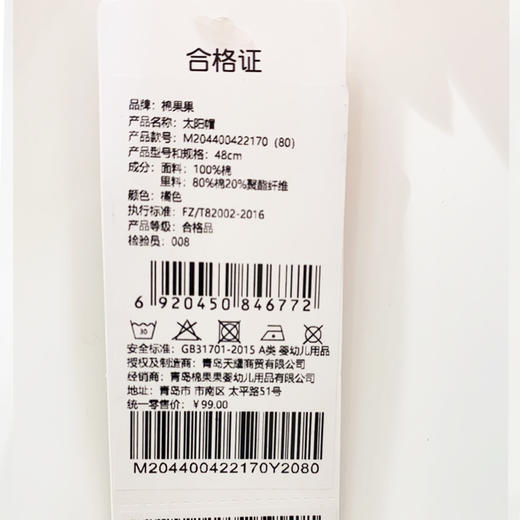 合格证
品牌：棉果果
产品名称：太阳帽
产品款号：M204400422170（80）
产品型号和规格：48cm
成分：面料：100%棉
里料：80%棉20%聚酯纤维
颜色：橘色
执行标准：FZ/T82002-2016
产品等级：合格品
检验员：008
6 920450 846772
30
安全标准：GB31701-2015 A类 婴幼儿用品
授权及制造商：青岛天燿商贸有限公司
经销商：青岛棉果果婴幼儿用品有限公司
地址：青岛市 市南区 太平路51号
统一零售价：￥99.00
M204400422170Y2080